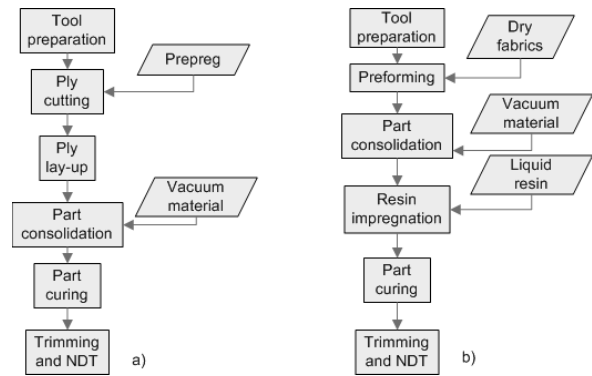 Tool
preparation
Prepreg
Ply
cutting
Ply
lay-up
Vacuum
material
Part
consolidation
Part
curing
Trimming
and NDT
a)
Tool
preparation
Dry
fabrics
Preforming
Vacuum
material
Part
consolidation
Liquid
resin
Resin
impregnation
Part
curing
Trimming
and NDT
b)